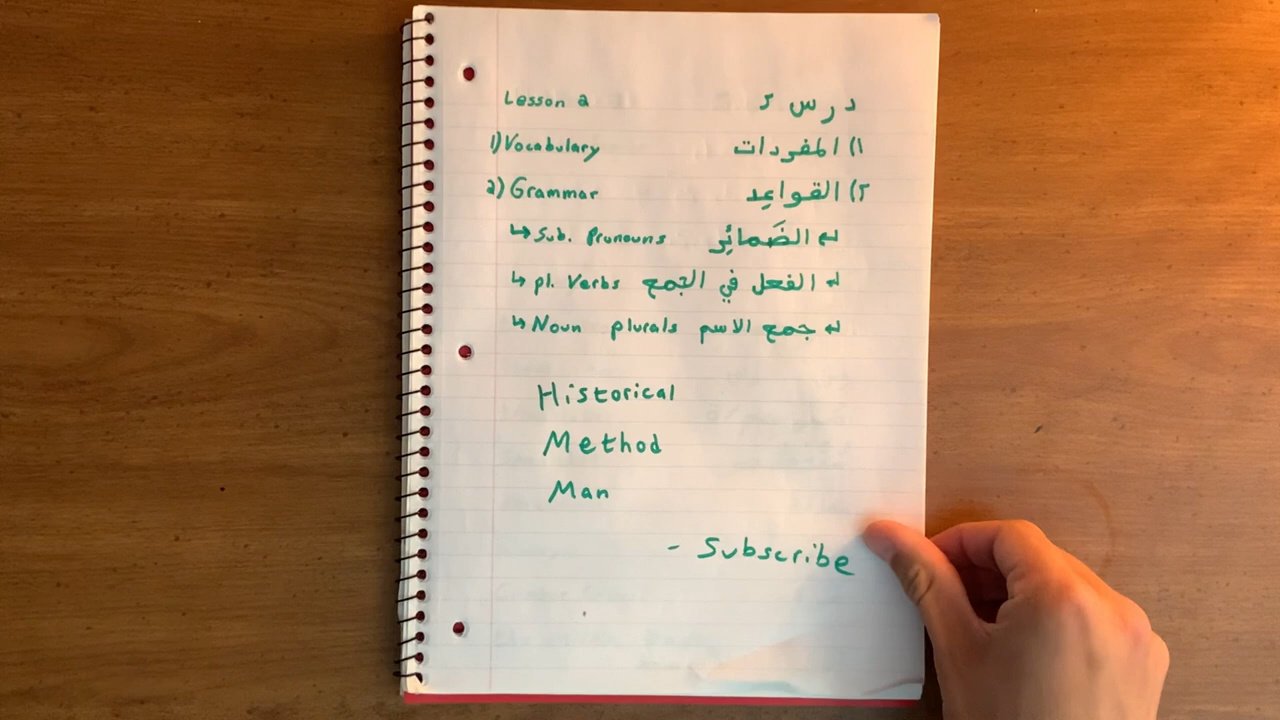 Lesson 2 درس ٢
1) Vocabulary ١) المفردات
2) Grammar ٢) القواعِد
↳ Sub. Pronouns ↲ الضَمائِر
↳ pl. Verbs ↲ الفعل في الجمع
↳ Noun plurals ↲ جمع الاسم
Historical
Method
Man
- Subscribe